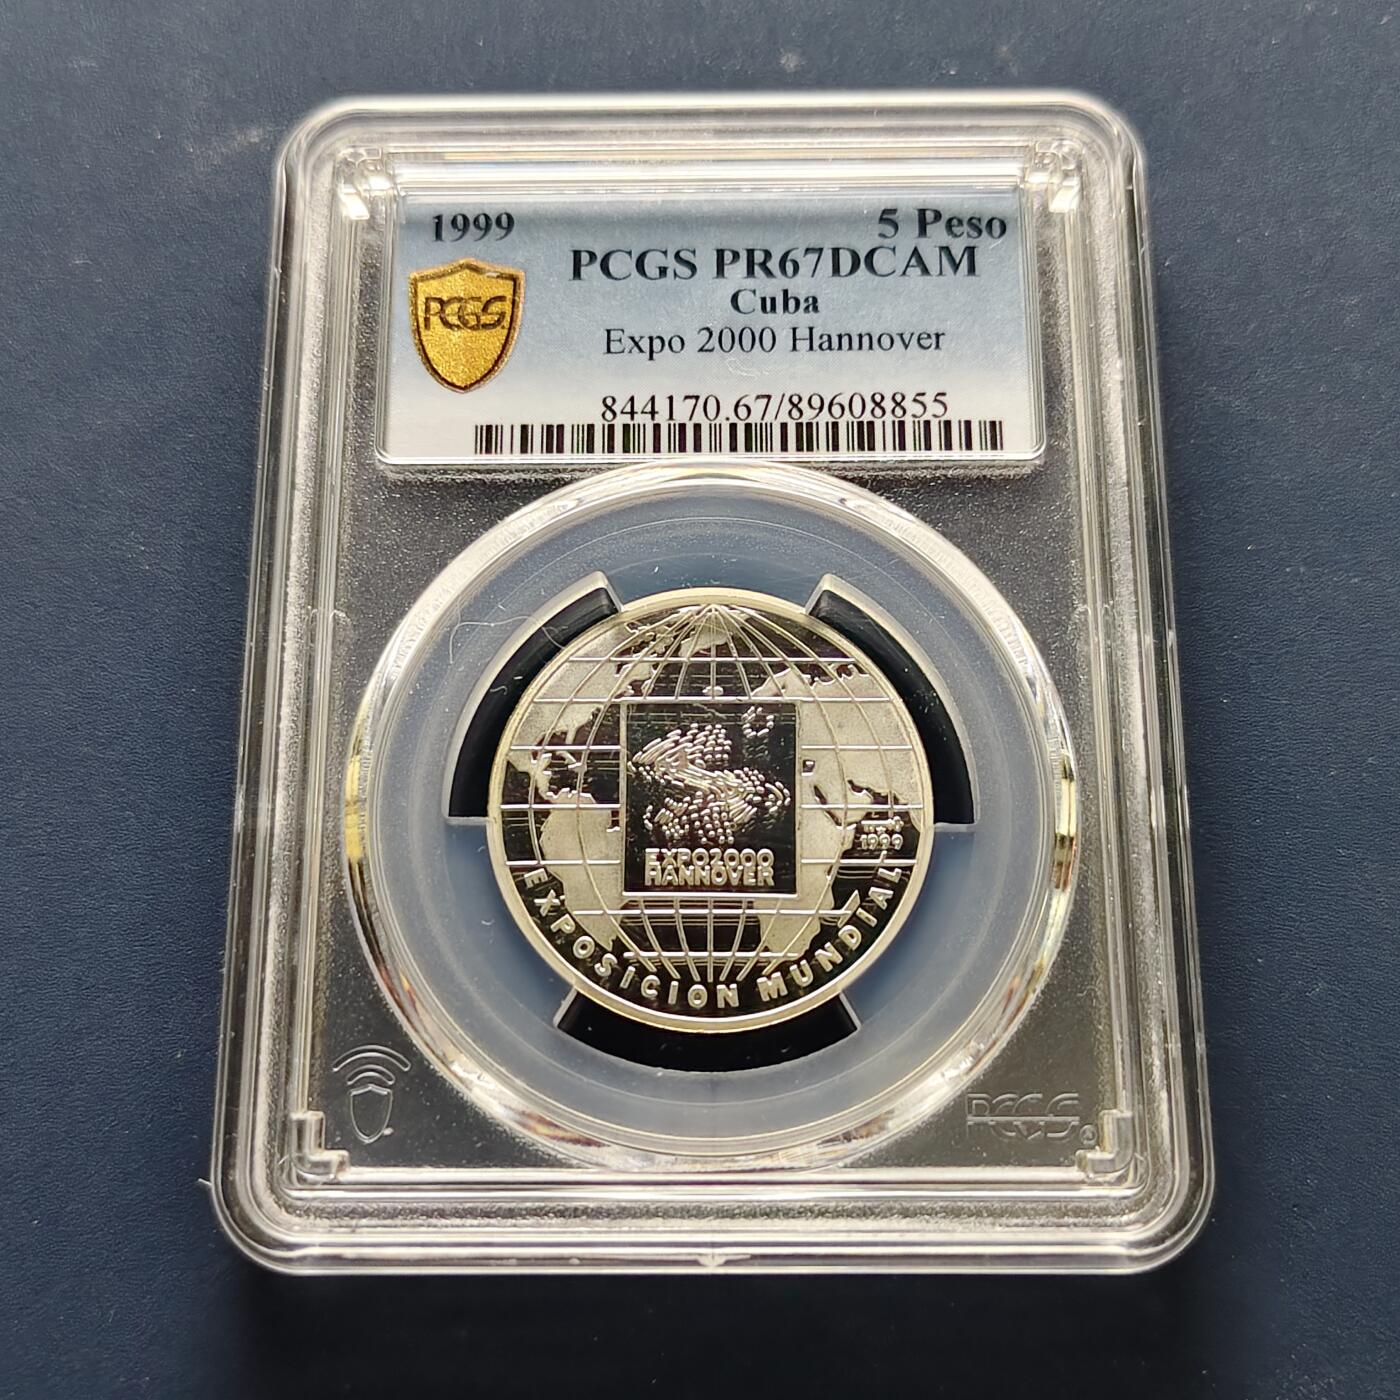 1999
5 Peso
PCGS PR67DCAM
Cuba
PCGS
Expo 2000 Hannover
844170.67/89608855
EXPO2000
HANNOVER
1999
EXPOSICION MUNDIAL
PCGS